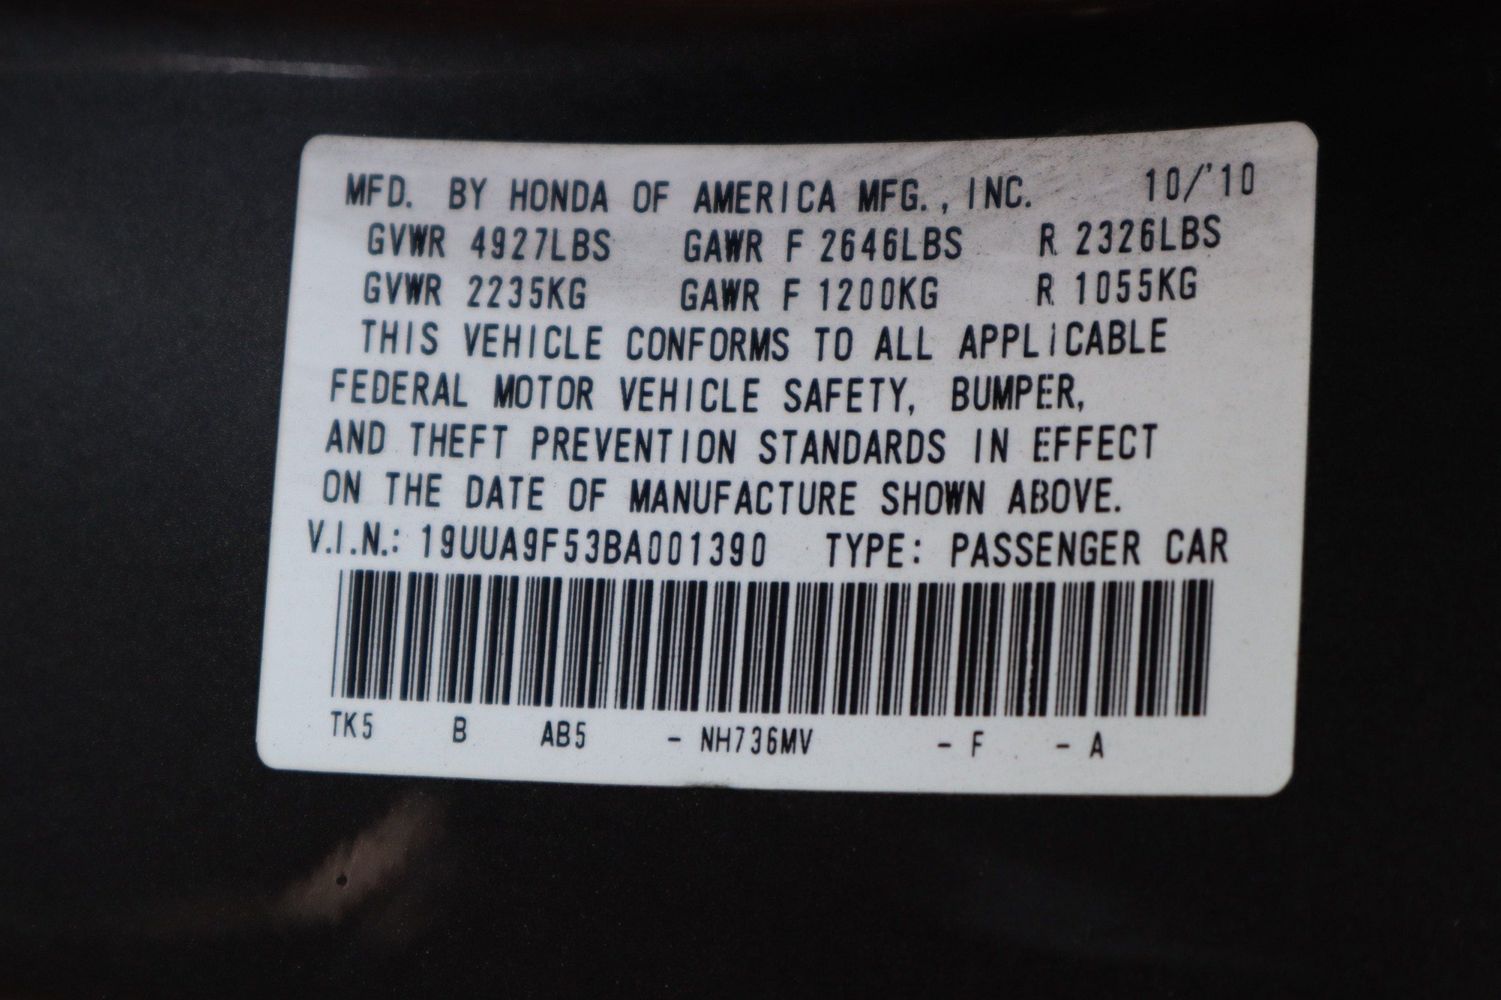 MFD. BY HONDA OF AMERICA MFG., INC. 10/'10
GVWR 4927LBS GAWR F 2646LBS R 2326LBS
GVWR 2235KG GAWR F 1200KG R 1055KG
THIS VEHICLE CONFORMS TO ALL APPLICABLE
FEDERAL MOTOR VEHICLE SAFETY, BUMPER,
AND THEFT PREVENTION STANDARDS IN EFFECT
ON THE DATE OF MANUFACTURE SHOWN ABOVE.
V.I.N.: 19UUA9F53BA001390 TYPE: PASSENGER CAR
TK5 B AB5 - NH736MV - F - A